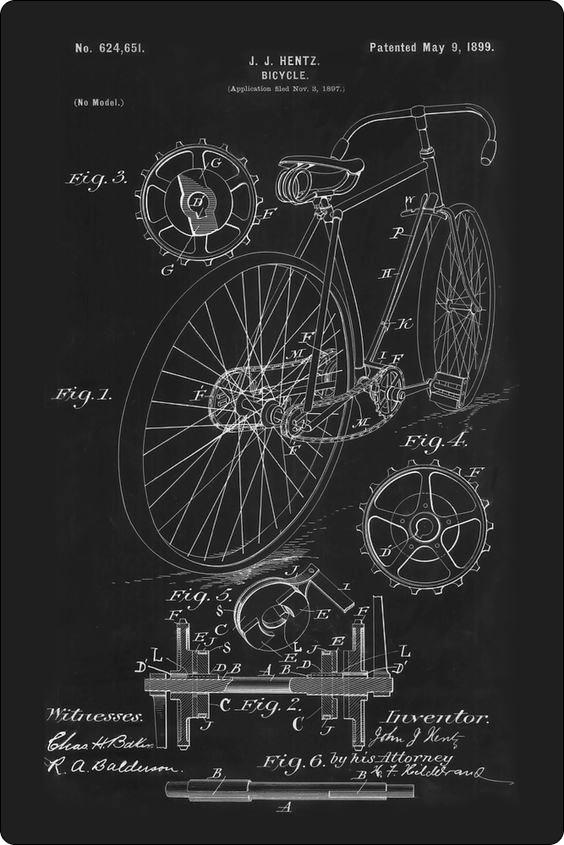 No. 624,651.
Patented May 9, 1899.
J. J. HENTZ.
BICYCLE.
(Application filed Nov. 3, 1897.)
(No Model.)
Fig. 3.
G
B
F
G
W
P
H
K
F
I
F
M
Fig. 1.
F
M
F
Fig. 4.
F
D
Fig. 5.
J
I
S
C
E
L
E
F
E J
S
L
D'
D
B
A
B
D
J
E
F
L
D'
C
Fig. 2.
C
J
J
Witnesses.
Chas. H. Baker.
R. A. Balderson.
Inventor.
John J Hentz
by his Attorney
H. F. Hildebrand
Fig. 6.
B
B
A